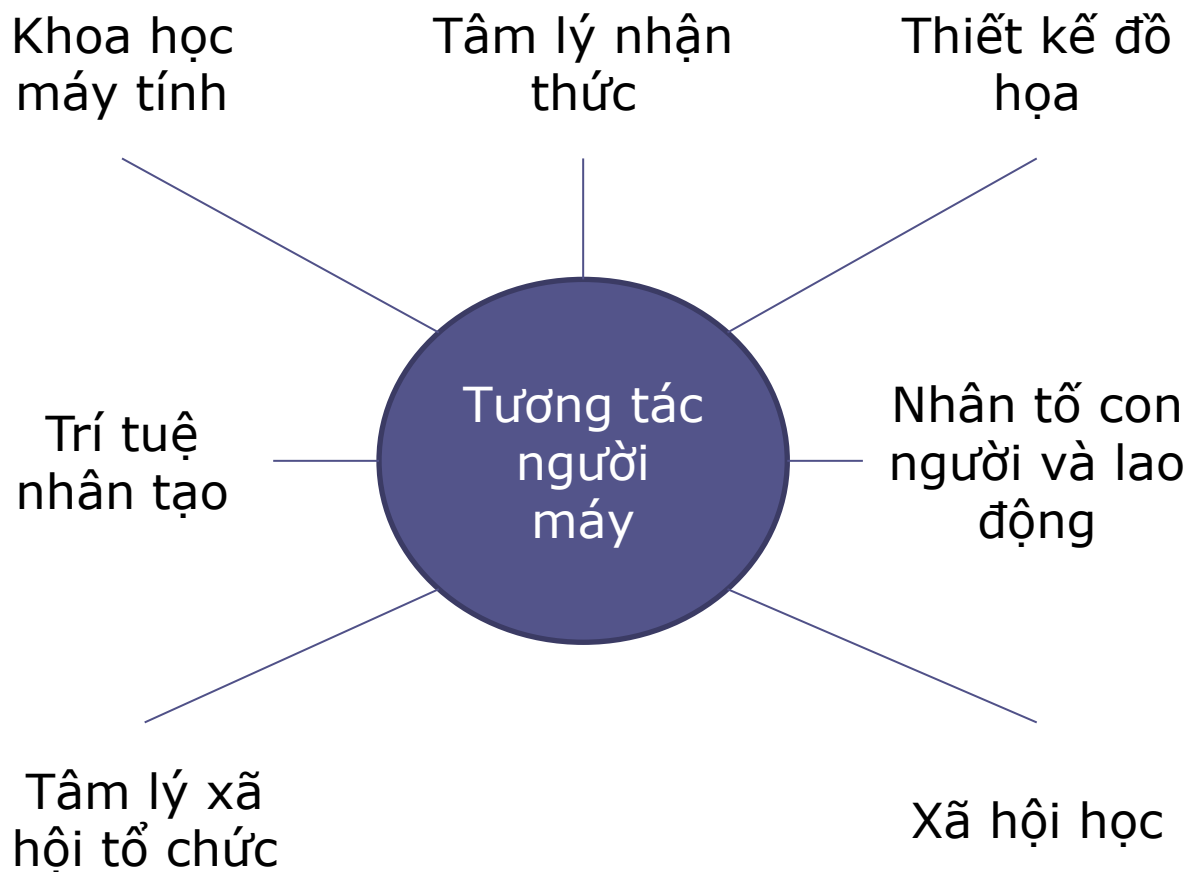 Khoa học
máy tính
Tâm lý nhận
thức
Thiết kế đồ
họa
Trí tuệ
nhân tạo
Tương tác
người
máy
Nhân tố con
người và lao
động
Tâm lý xã
hội tổ chức
Xã hội học